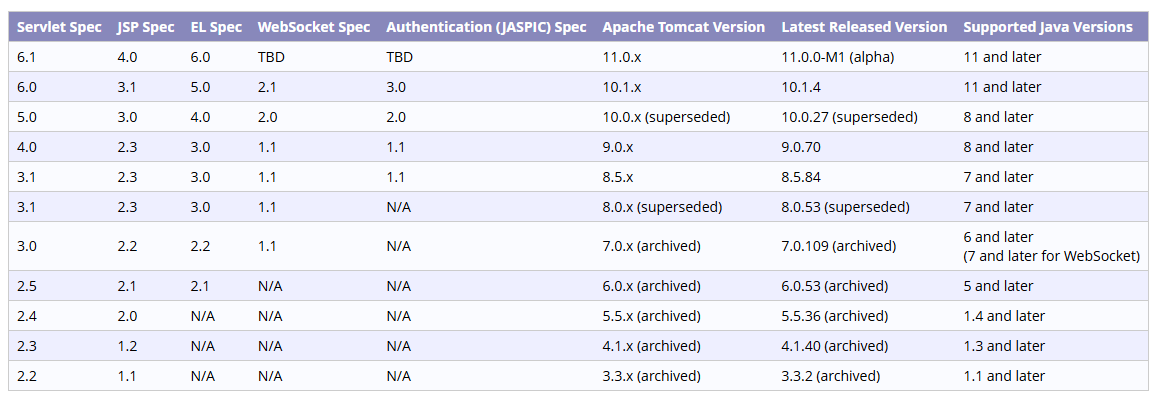 Servlet Spec JSP Spec EL Spec WebSocket Spec Authentication (JASPIC) Spec Apache Tomcat Version Latest Released Version Supported Java Versions
6.1 4.0 6.0 TBD TBD 11.0.x 11.0.0-M1 (alpha) 11 and later
6.0 3.1 5.0 2.1 3.0 10.1.x 10.1.4 11 and later
5.0 3.0 4.0 2.0 2.0 10.0.x (superseded) 10.0.27 (superseded) 8 and later
4.0 2.3 3.0 1.1 1.1 9.0.x 9.0.70 8 and later
3.1 2.3 3.0 1.1 1.1 8.5.x 8.5.84 7 and later
3.1 2.3 3.0 1.1 N/A 8.0.x (superseded) 8.0.53 (superseded) 7 and later
3.0 2.2 2.2 1.1 N/A 7.0.x (archived) 7.0.109 (archived) 6 and later
(7 and later for WebSocket)
2.5 2.1 2.1 N/A N/A 6.0.x (archived) 6.0.53 (archived) 5 and later
2.4 2.0 N/A N/A N/A 5.5.x (archived) 5.5.36 (archived) 1.4 and later
2.3 1.2 N/A N/A N/A 4.1.x (archived) 4.1.40 (archived) 1.3 and later
2.2 1.1 N/A N/A N/A 3.3.x (archived) 3.3.2 (archived) 1.1 and later